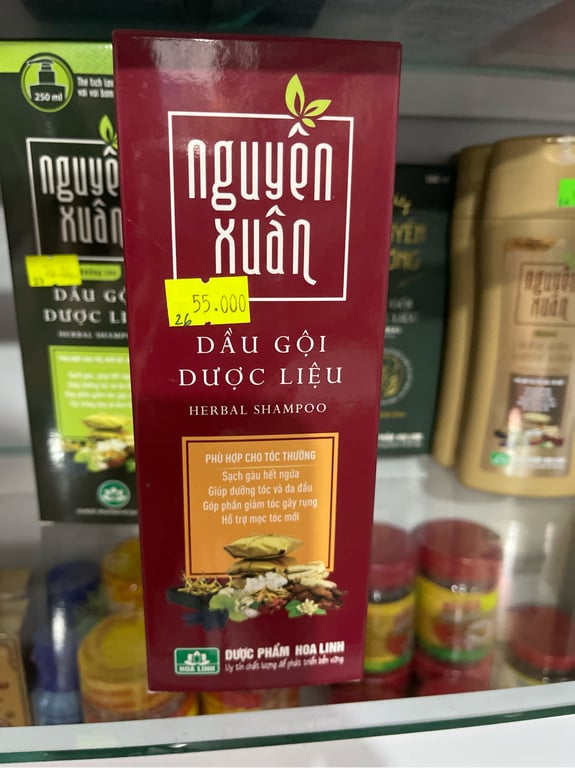 nguyên
xuân
55.000
26
DẦU GỘI
DƯỢC LIỆU
HERBAL SHAMPOO
PHÙ HỢP CHO TÓC THƯỜNG
Sạch gàu hết ngứa
Giúp dưỡng tóc và da đầu
Góp phần giảm tóc gãy rụng
Hỗ trợ mọc tóc mới
HOA LINH
DƯỢC PHẨM HOA LINH
Uy tín chất lượng để phát triển bền vững
250 ml
nguyê
xuân
DẦU GỘ
DƯỢC LI
HERBAL SHAMP
nguyên
xuân